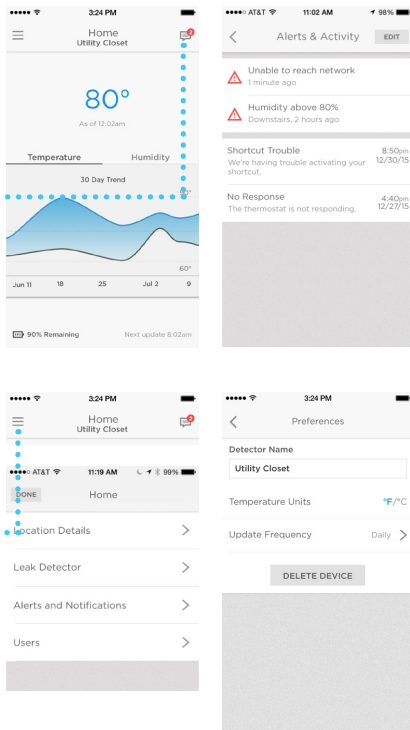 3:24 PM
Home
Utility Closet
2
80°
As of 12:02am
Temperature
Humidity
30 Day Trend
60°
Jun 11 18 25 Jul 2 9
90% Remaining
Next update 8:02am
AT&T 11:02 AM 98%
Alerts & Activity
EDIT
Unable to reach network
1 minute ago
Humidity above 80%
Downstairs, 2 hours ago
Shortcut Trouble 8:50pm
We're having trouble activating your 12/30/15
shortcut.
No Response 4:40pm
The thermostat is not responding. 12/27/15
3:24 PM
Home
Utility Closet
2
AT&T 11:19 AM 99%
DONE
Home
Location Details
Leak Detector
Alerts and Notifications
Users
3:24 PM
Preferences
Detector Name
Utility Closet
Temperature Units °F/°C
Update Frequency Daily
DELETE DEVICE